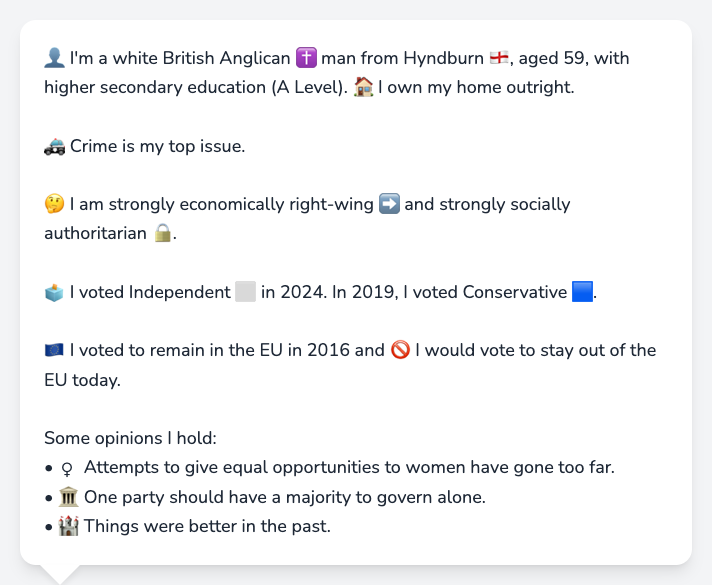 👤 I'm a white British Anglican ✝️ man from Hyndburn 🏴󠁧󠁢󠁥󠁮󠁧󠁿, aged 59, with
higher secondary education (A Level). 🏠 I own my home outright.
🚓 Crime is my top issue.
🤔 I am strongly economically right-wing ➡️ and strongly socially
authoritarian 🔒.
🗳️ I voted Independent ⬜ in 2024. In 2019, I voted Conservative 🟦.
🇪🇺 I voted to remain in the EU in 2016 and 🚫 I would vote to stay out of the
EU today.
Some opinions I hold:
• ♀ Attempts to give equal opportunities to women have gone too far.
• 🏛️ One party should have a majority to govern alone.
• 🏰 Things were better in the past.